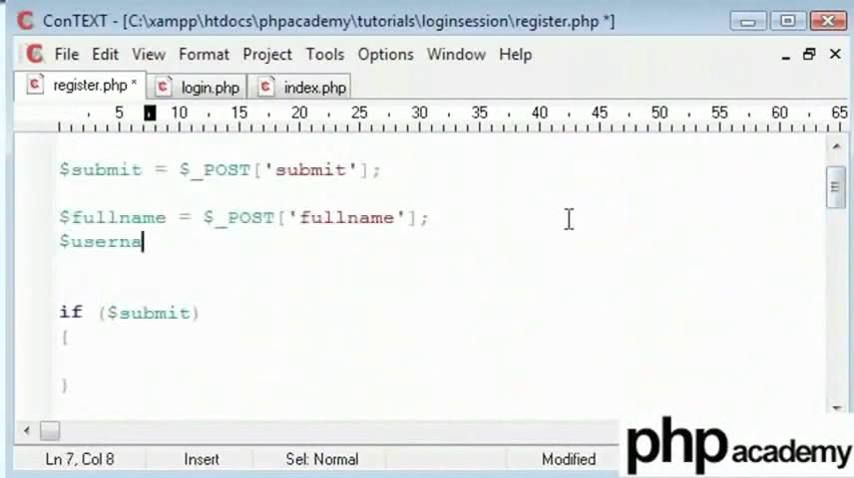 ConTEXT - [C:\xampp\htdocs\phpacademy\tutorials\loginsession\register.php *]
File Edit View Format Project Tools Options Window Help
register.php * login.php index.php
5 10 15 20 25 30 35 40 45 50 55 60 65
$submit = $_POST['submit'];
$fullname = $_POST['fullname'];
$userna
if ($submit)
{
}
Ln 7, Col 8 Insert Sel: Normal Modified
php academy